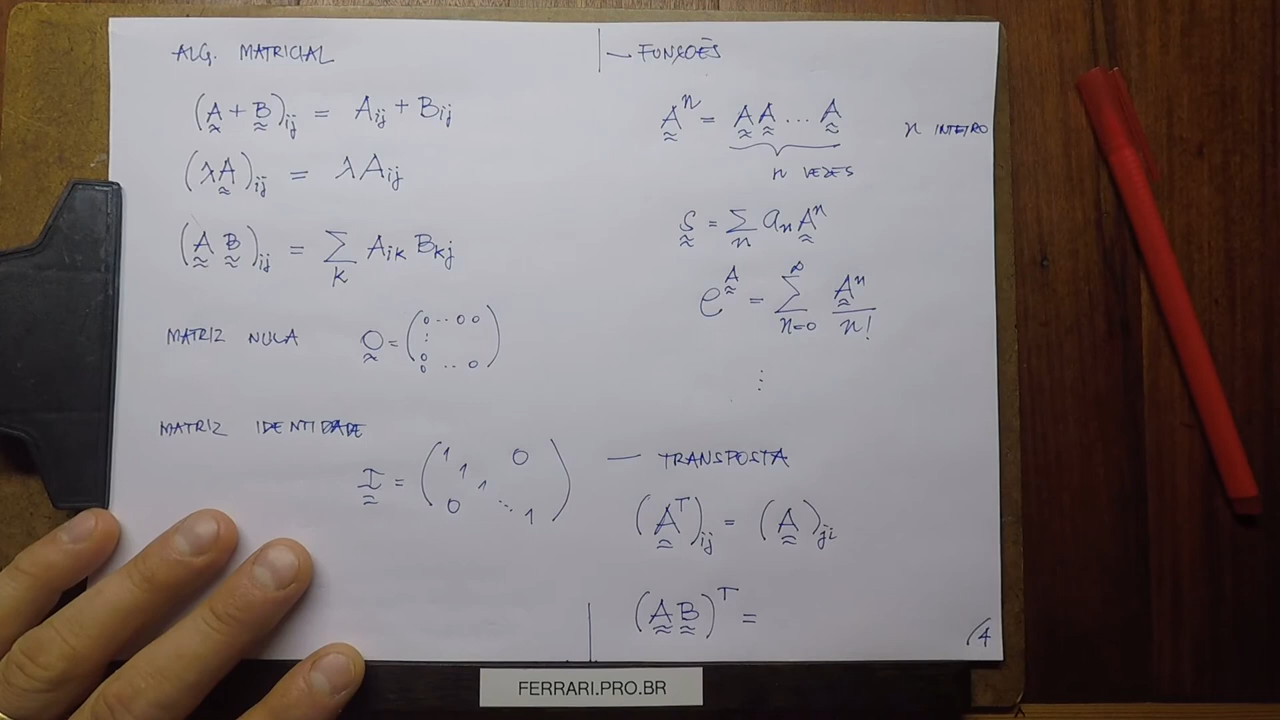 ALG. MATRICIAL
(A + B)ij = Aij + Bij
(λA)ij = λAij
(A B)ij = ∑k Aik Bkj
MATRIZ NULA O = (0 .. 0 0 : 0 0 .. 0)
MATRIZ IDENTIDADE
I = (1 1 1 ... 1 0 0)
— FUNÇÕES
A^n = A A ... A n INTEIRO
n VEZES
S = ∑n an A^n
e^A = ∑n=0^∞ A^n / n!
⋮
— TRANSPOSTA
(A^T)ij = (A)ji
(A B)^T =
/4
FERRARI.PRO.BR